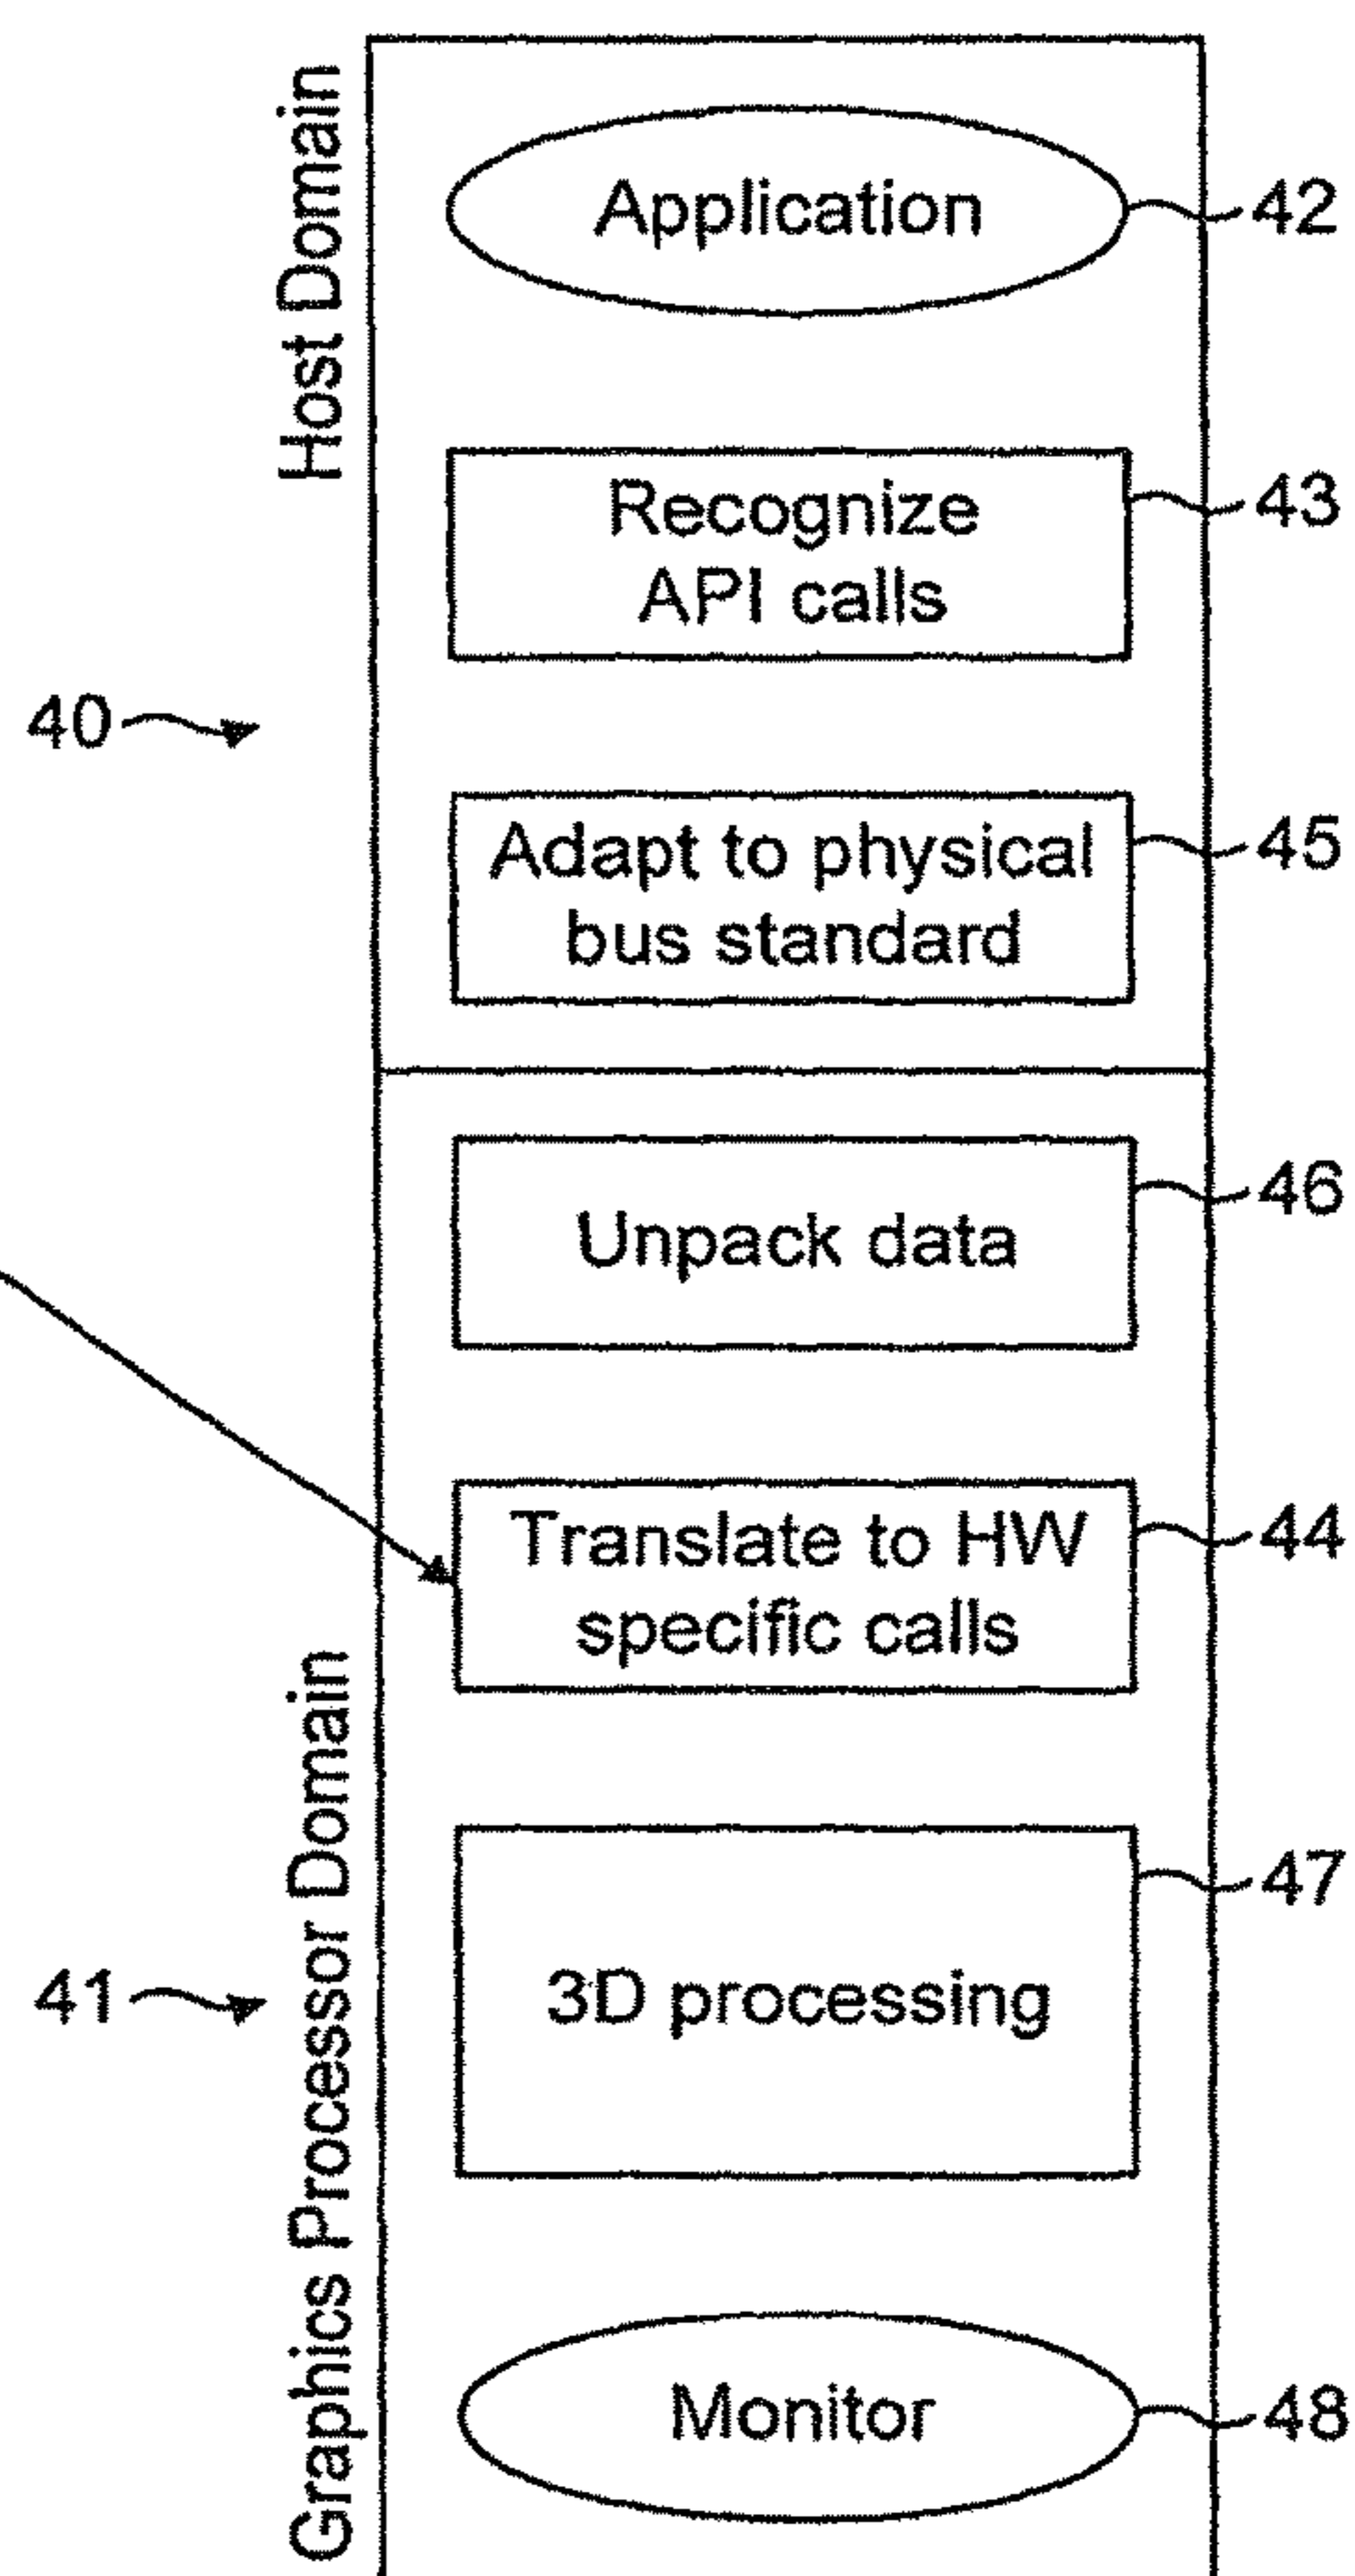 Host Domain
Application
42
Recognize
API calls
43
40
Adapt to physical
bus standard
45
Unpack data
46
Translate to HW
specific calls
44
Graphics Processor Domain
41
3D processing
47
Monitor
48